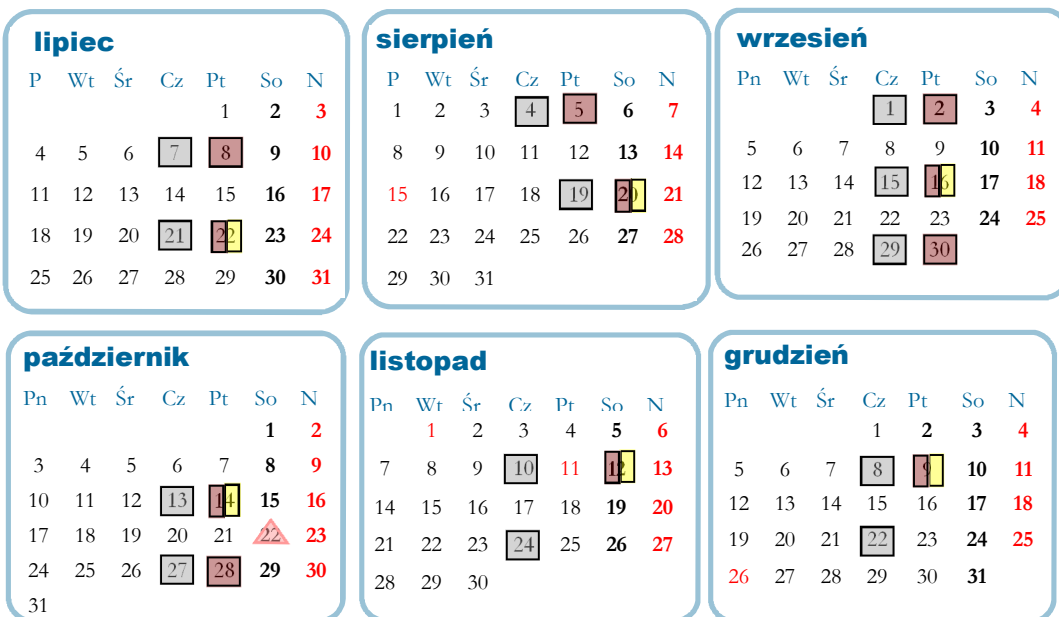 lipiec
P Wt Śr Cz Pt So N
1 2 3
4 5 6 7 8 9 10
11 12 13 14 15 16 17
18 19 20 21 22 23 24
25 26 27 28 29 30 31
sierpień
P Wt Śr Cz Pt So N
1 2 3 4 5 6 7
8 9 10 11 12 13 14
15 16 17 18 19 20 21
22 23 24 25 26 27 28
29 30 31
wrzesień
Pn Wt Śr Cz Pt So N
1 2 3 4
5 6 7 8 9 10 11
12 13 14 15 16 17 18
19 20 21 22 23 24 25
26 27 28 29 30
październik
Pn Wt Śr Cz Pt So N
1 2
3 4 5 6 7 8 9
10 11 12 13 14 15 16
17 18 19 20 21 22 23
24 25 26 27 28 29 30
31
listopad
Pn Wt Śr Cz Pt So N
1 2 3 4 5 6
7 8 9 10 11 12 13
14 15 16 17 18 19 20
21 22 23 24 25 26 27
28 29 30
grudzień
Pn Wt Śr Cz Pt So N
1 2 3 4
5 6 7 8 9 10 11
12 13 14 15 16 17 18
19 20 21 22 23 24 25
26 27 28 29 30 31